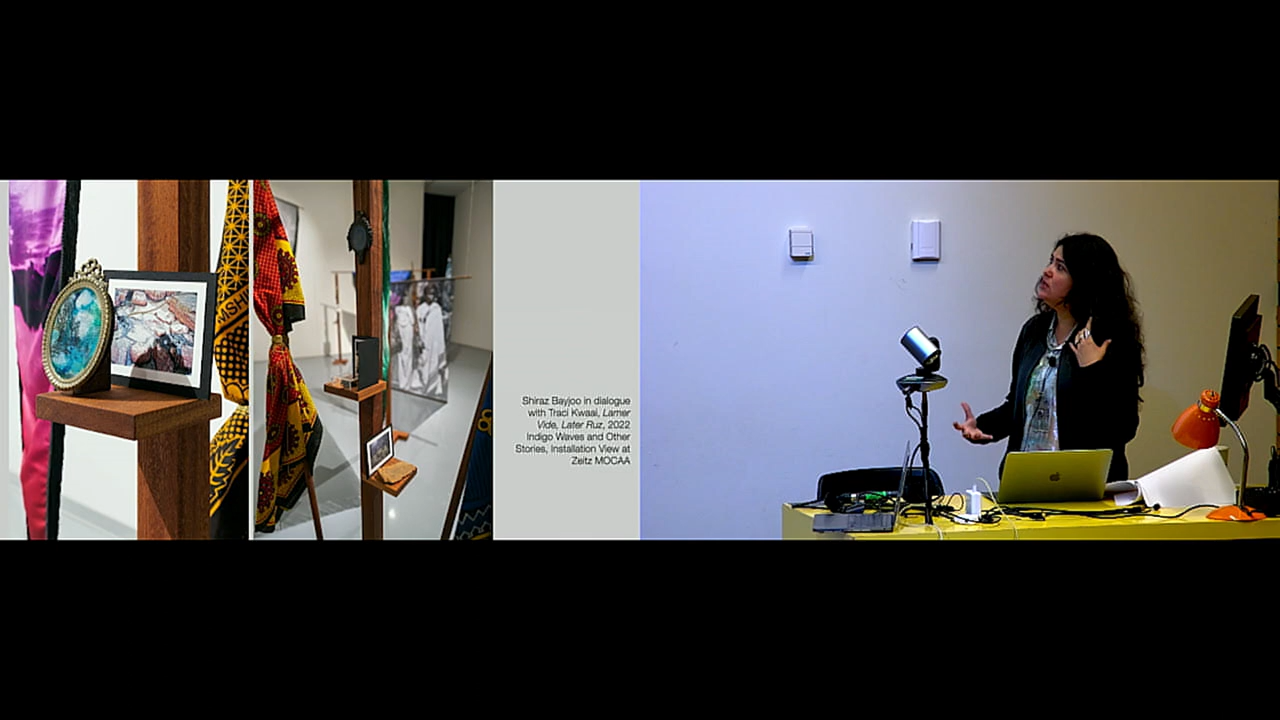 MSHI
Shiraz Bayjoo in dialogue
with Traci Kwaai, Lamer
Vide, Later Ruz, 2022
Indigo Waves and Other
Stories, Installation View at
Zeitz MOCAA